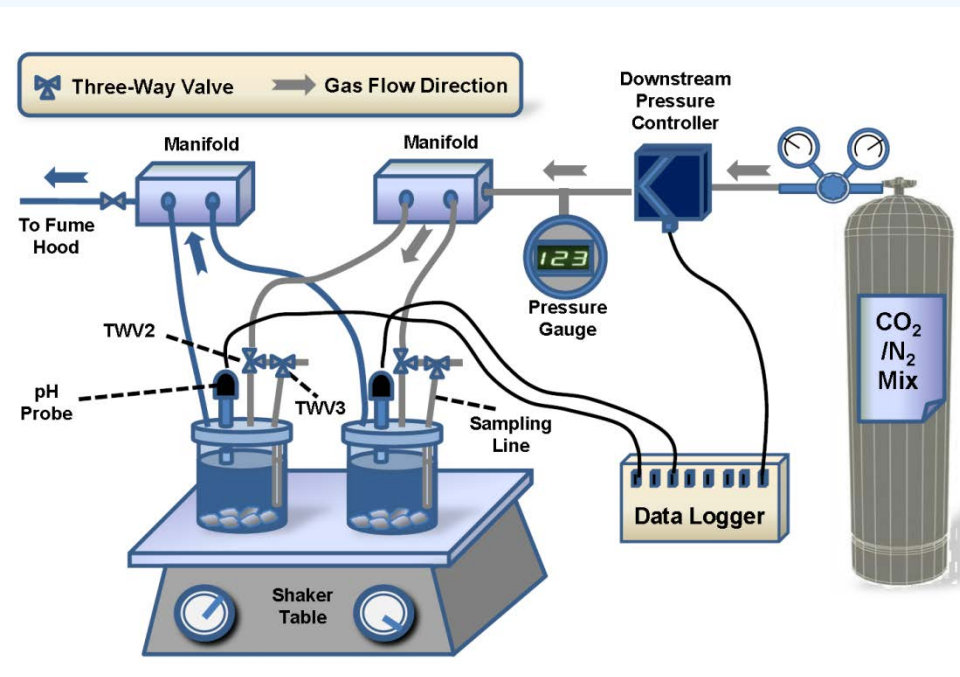 Three-Way Valve
Gas Flow Direction
Downstream
Pressure
Controller
Manifold
Manifold
To Fume
Hood
123
Pressure
Gauge
CO₂
/N₂
Mix
TWV2
pH
Probe
TWV3
Sampling
Line
Data Logger
Shaker
Table